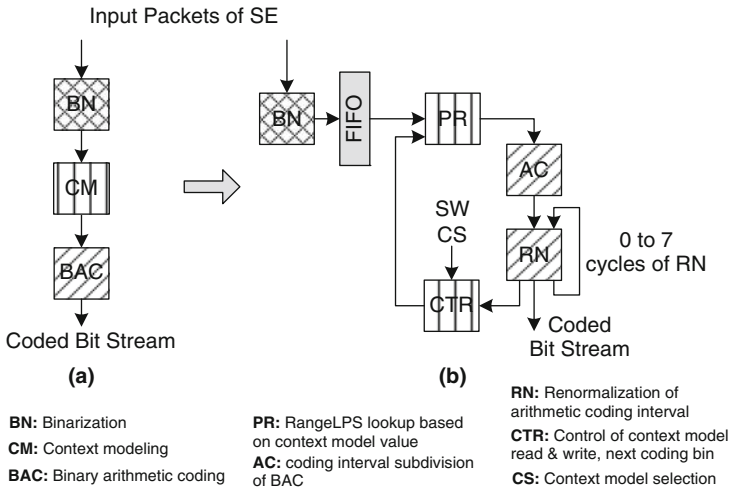 Input Packets of SE
BN
CM
BAC
Coded Bit Stream
(a)
BN
FIFO
PR
AC
RN
0 to 7
cycles of RN
SW
CS
CTR
Coded
Bit Stream
(b)
BN: Binarization
CM: Context modeling
BAC: Binary arithmetic coding
PR: RangeLPS lookup based
on context model value
AC: coding interval subdivision
of BAC
RN: Renormalization of
arithmetic coding interval
CTR: Control of context model
read & write, next coding bin
CS: Context model selection